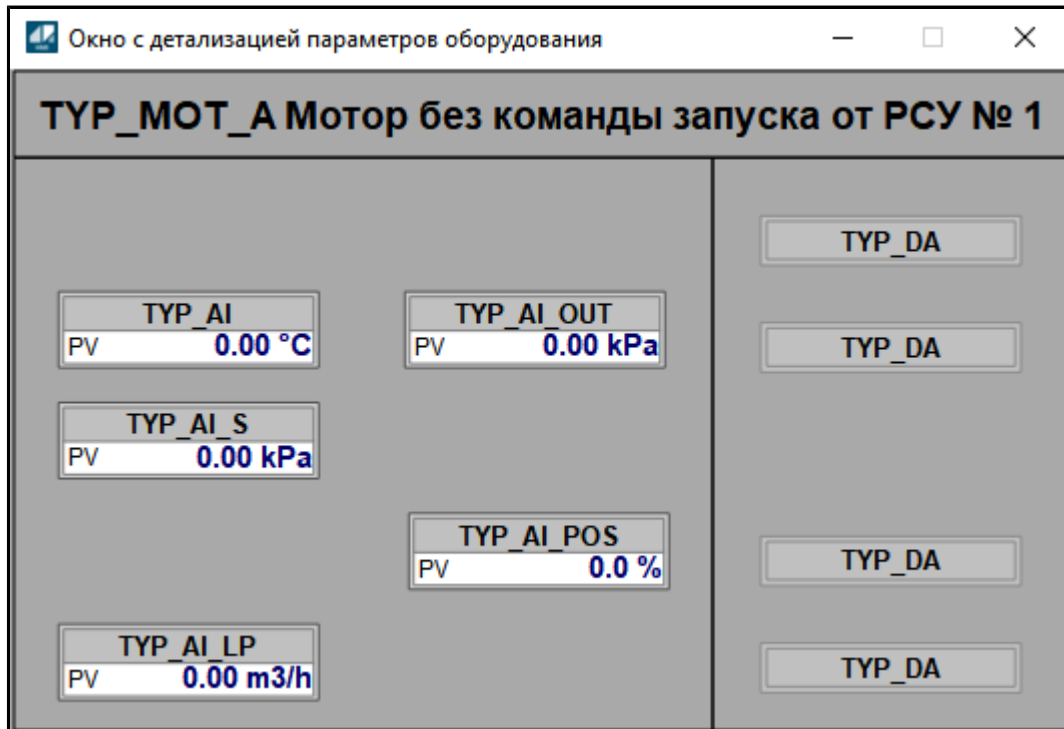 Окно с детализацией параметров оборудования
TYP_MOT_A Мотор без команды запуска от РСУ № 1
TYP_DA
TYP_AI
PV 0.00 °C
TYP_AI_OUT
PV 0.00 kPa
TYP_DA
TYP_AI_S
PV 0.00 kPa
TYP_AI_POS
PV 0.0 %
TYP_DA
TYP_AI_LP
PV 0.00 m3/h
TYP_DA